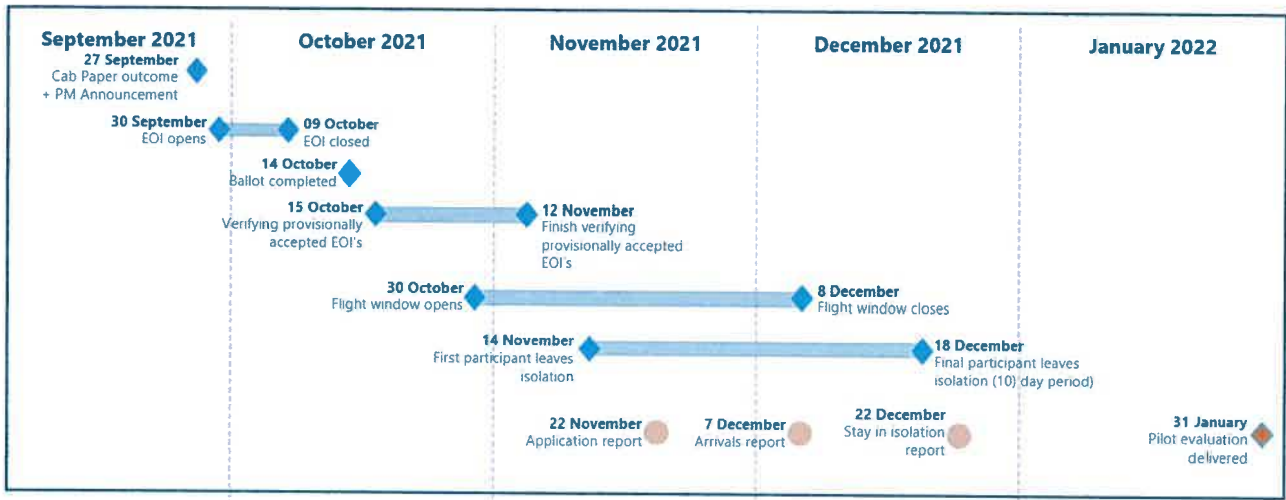 September 2021
October 2021
November 2021
December 2021
January 2022
27 September
Cab Paper outcome
+ PM Announcement
30 September
EOI opens
09 October
EOI closed
14 October
Ballot completed
15 October
Verifying provisionally
accepted EOI's
12 November
Finish verifying
provisionally accepted
EOI's
30 October
Flight window opens
8 December
Flight window closes
14 November
First participant leaves
isolation
18 December
Final participant leaves
isolation (10) day period)
22 November
Application report
7 December
Arrivals report
22 December
Stay in isolation
report
31 January
Pilot evaluation
delivered